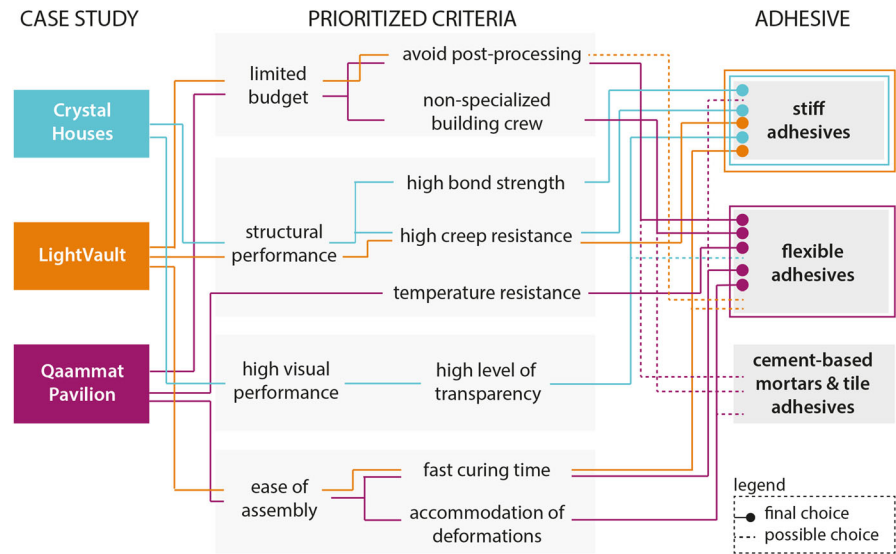 CASE STUDY
PRIORITIZED CRITERIA
ADHESIVE
Crystal
Houses
LightVault
Qaammat
Pavilion
limited
budget
avoid post-processing
non-specialized
building crew
structural
performance
high bond strength
high creep resistance
temperature resistance
high visual
performance
high level of
transparency
ease of
assembly
fast curing time
accommodation of
deformations
stiff
adhesives
flexible
adhesives
cement-based
mortars & tile
adhesives
legend
final choice
possible choice